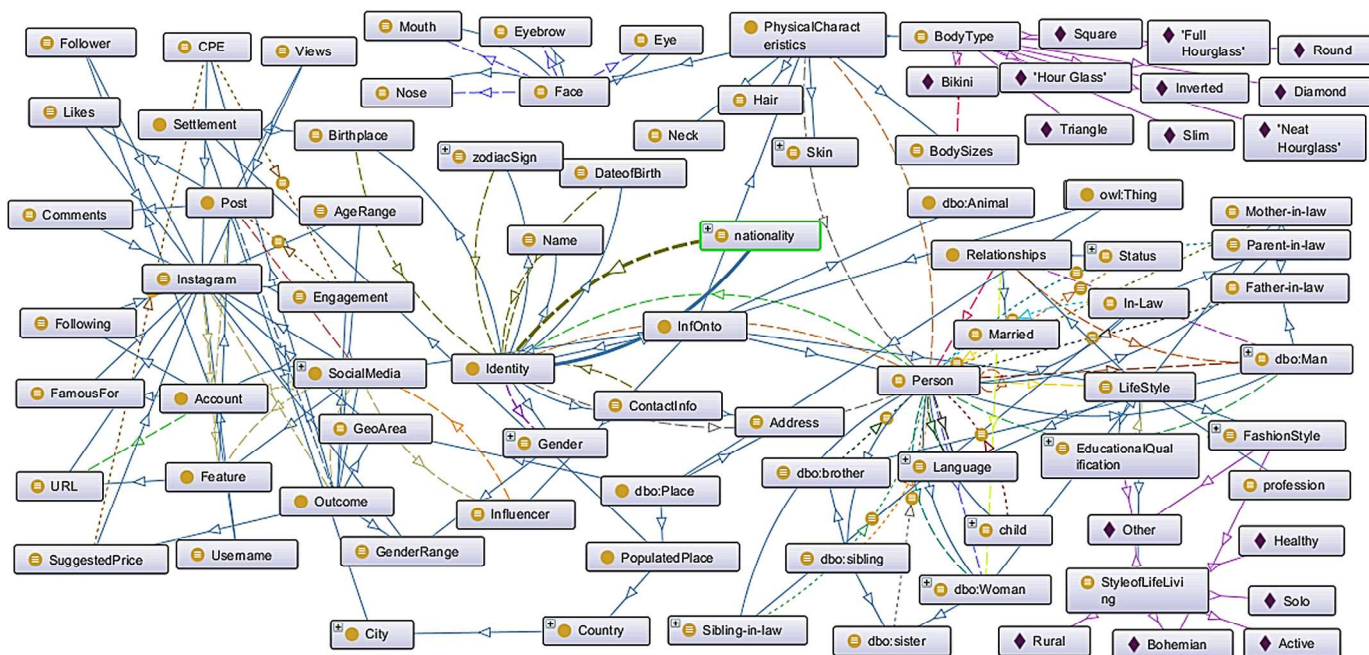 Follower
CPE
Views
Mouth
Eyebrow
Eye
PhysicalCharact
eristics
BodyType
Square
'Full
Hourglass'
Round
Nose
Face
Hair
Bikini
'Hour Glass'
Inverted
Diamond
Likes
Settlement
Birthplace
Neck
Skin
BodySizes
Triangle
Slim
'Neat
Hourglass'
zodiacSign
DateofBirth
Comments
Post
AgeRange
Name
nationality
dbo:Animal
owl:Thing
Mother-in-law
Parent-in-law
Relationships
Status
Father-in-law
Instagram
Engagement
In-Law
Following
InfOnto
Married
dbo:Man
SocialMedia
Identity
Person
LifeStyle
FamousFor
Account
ContactInfo
Address
GeoArea
Gender
EducationalQual
ification
FashionStyle
URL
Feature
dbo:Place
dbo:brother
Language
profession
Outcome
Influencer
child
Other
Healthy
SuggestedPrice
Username
GenderRange
PopulatedPlace
dbo:sibling
dbo:Woman
StyleofLifeLivi
ng
Solo
City
Country
Sibling-in-law
dbo:sister
Rural
Bohemian
Active